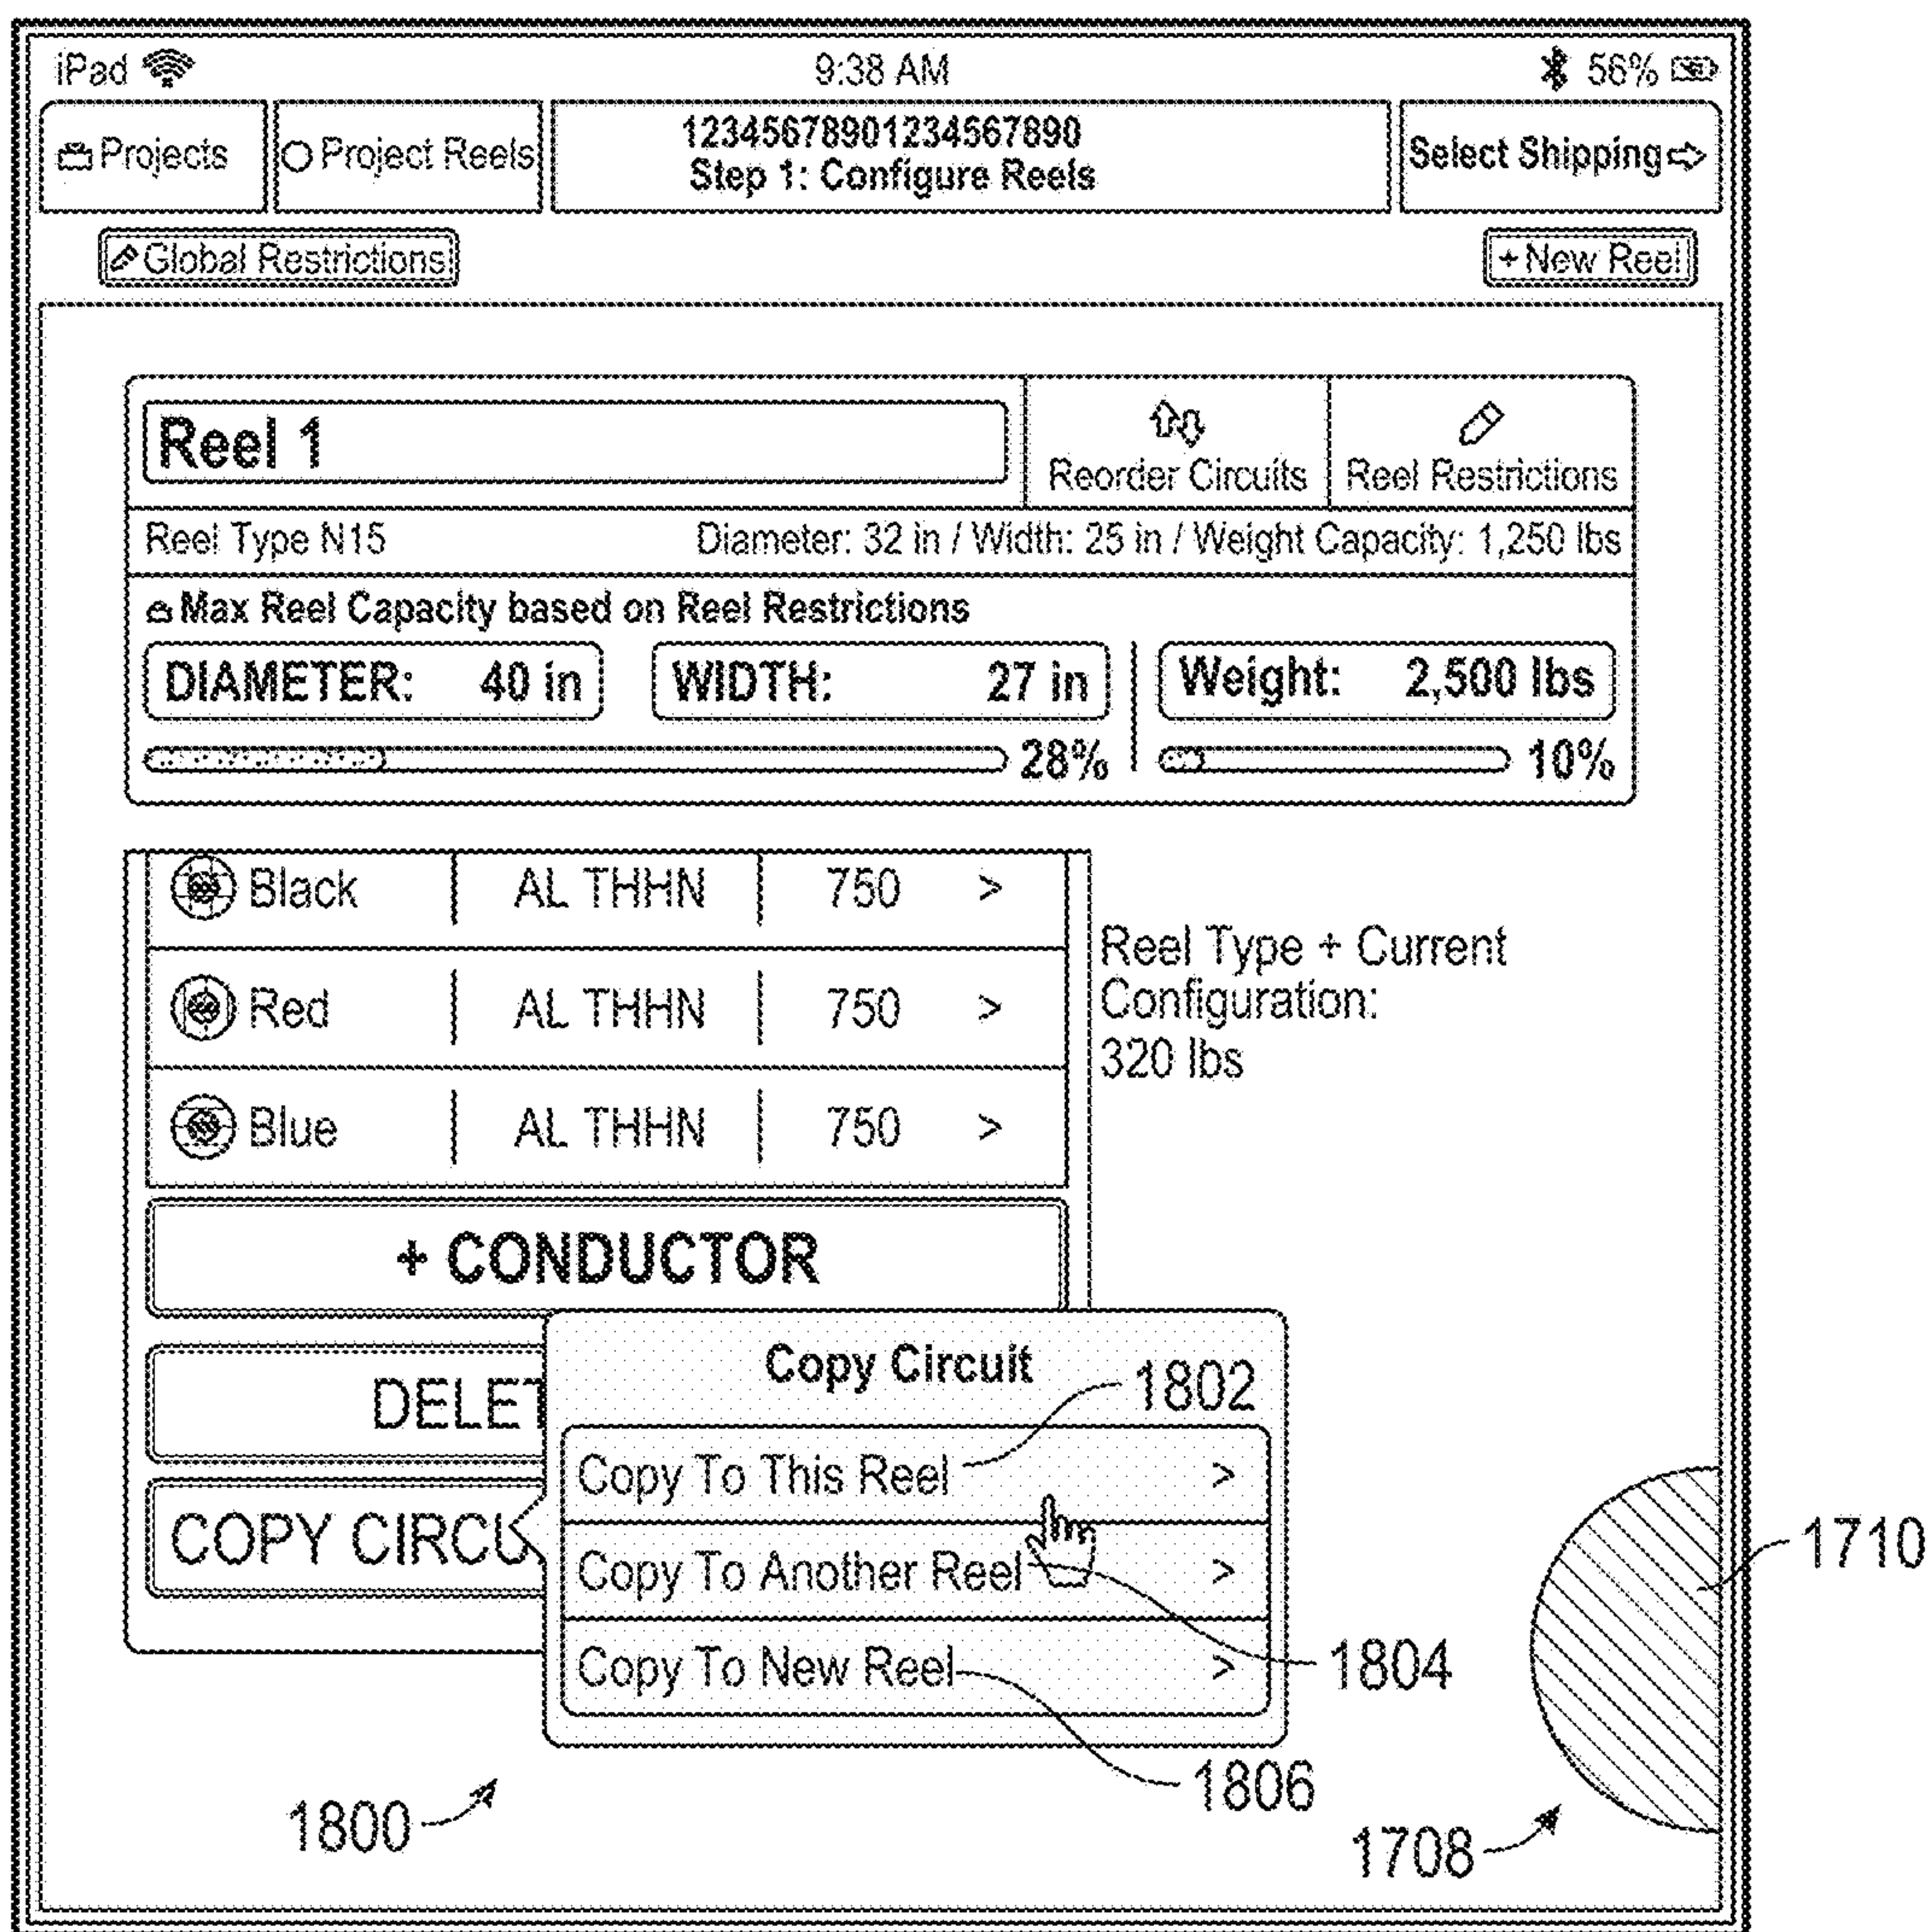 iPad 9:38 AM 56%
Projects Project Reels 12345678901234567890 Select Shipping
Step 1: Configure Reels
Global Restrictions + New Reel
Reel 1 Reorder Circuits Reel Restrictions
Reel Type N15 Diameter: 32 in / Width: 25 in / Weight Capacity: 1,250 lbs
Max Reel Capacity based on Reel Restrictions
DIAMETER: 40 in WIDTH: 27 in Weight: 2,500 lbs
28% 10%
Black AL THHN 750 >
Red AL THHN 750 >
Blue AL THHN 750 >
Reel Type + Current
Configuration:
320 lbs
+ CONDUCTOR
DELET
COPY CIRCU
Copy Circuit
1802
Copy To This Reel >
Copy To Another Reel >
Copy To New Reel >
1710
1804
1806
1800
1708